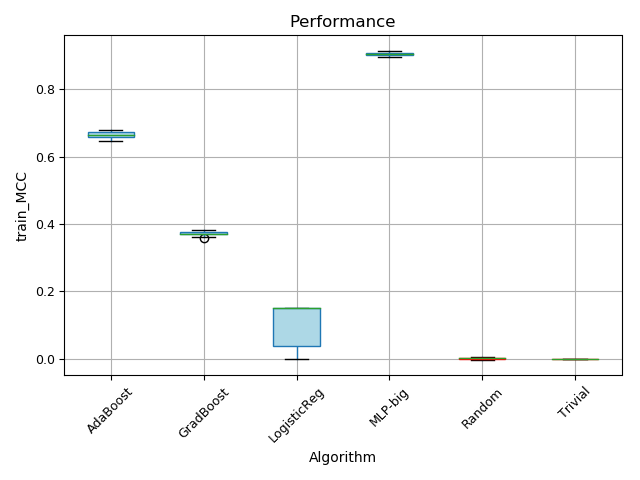 Performance
train_MCC
0.8
0.6
0.4
0.2
0.0
AdaBoost
GradBoost
LogisticReg
MLP-big
Random
Trivial
Algorithm